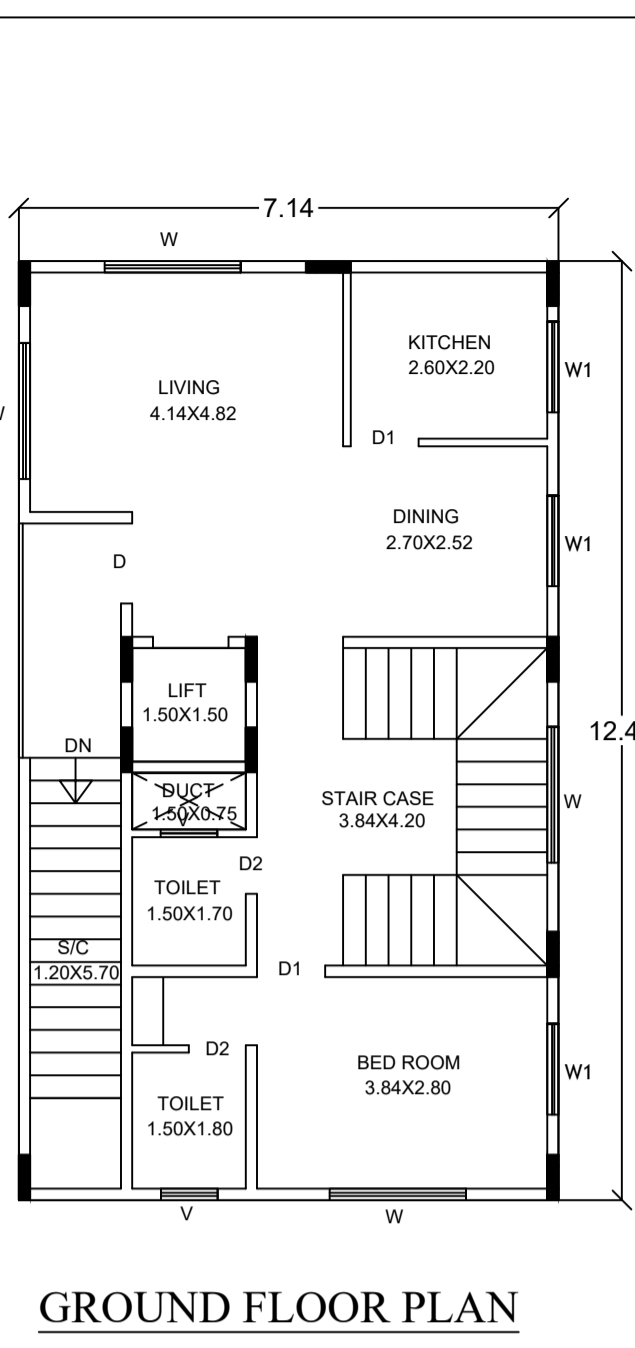 7.14
W
KITCHEN
2.60X2.20
W1
LIVING
4.14X4.82
D1
DINING
2.70X2.52
W1
D
LIFT
1.50X1.50
12.4
DN
DUCT
1.50X0.75
V
STAIR CASE
3.84X4.20
W
D2
TOILET
1.50X1.70
S/C
1.20X5.70
D1
D2
BED ROOM
3.84X2.80
W1
TOILET
1.50X1.80
V
W
GROUND FLOOR PLAN